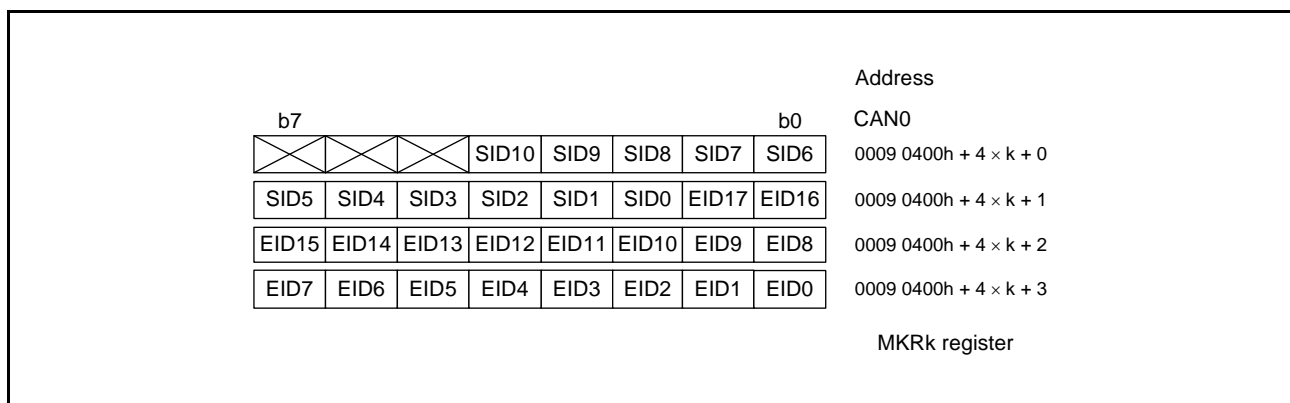 Address
b7 b0 CAN0
SID10 SID9 SID8 SID7 SID6 0009 0400h + 4 × k + 0
SID5 SID4 SID3 SID2 SID1 SID0 EID17 EID16 0009 0400h + 4 × k + 1
EID15 EID14 EID13 EID12 EID11 EID10 EID9 EID8 0009 0400h + 4 × k + 2
EID7 EID6 EID5 EID4 EID3 EID2 EID1 EID0 0009 0400h + 4 × k + 3
MKRk register